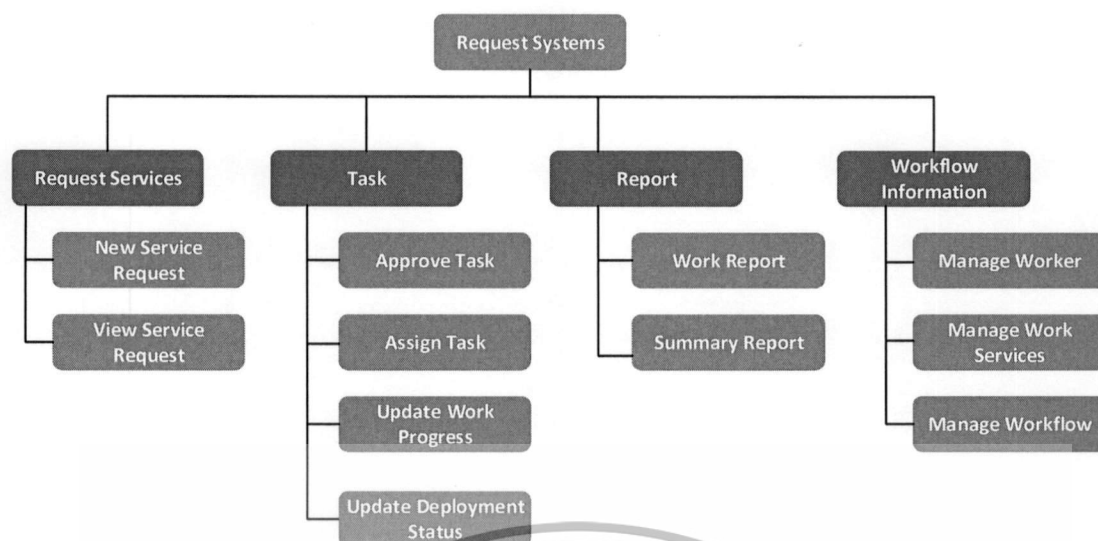 Request Systems
Request Services
Task
Report
Workflow
Information
New Service
Request
View Service
Request
Approve Task
Assign Task
Update Work
Progress
Update Deployment
Status
Work Report
Summary Report
Manage Worker
Manage Work
Services
Manage Workflow